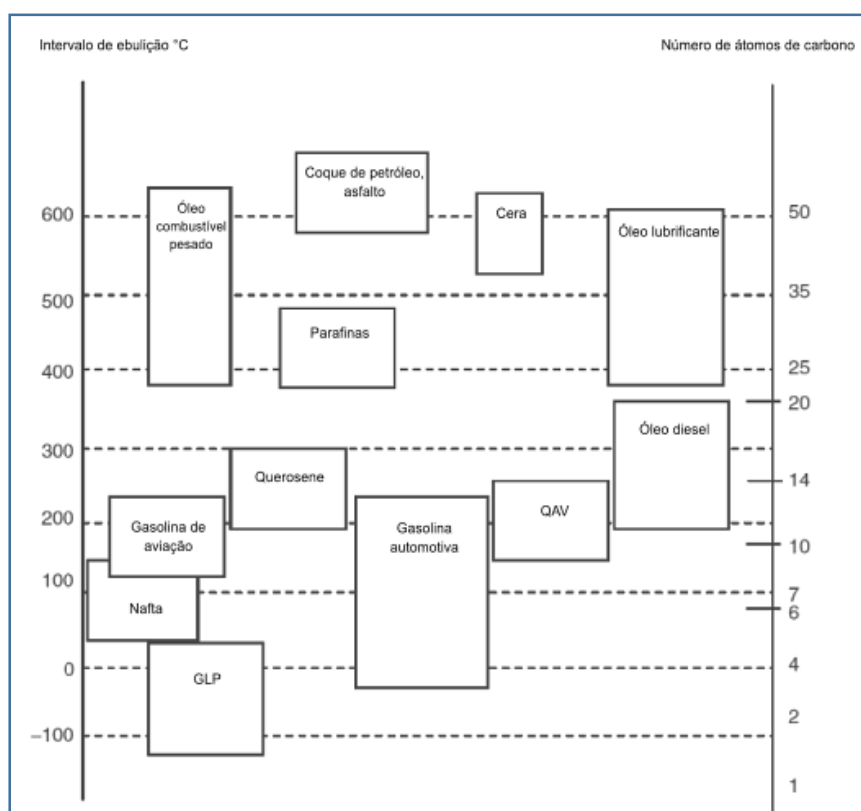 Intervalo de ebulição °C
Número de átomos de carbono
Coque de petróleo,
asfalto
Óleo
combustível
pesado
Cera
600
50
Óleo lubrificante
500
35
Parafinas
400
25
20
Óleo diesel
300
Querosene
14
200
Gasolina de
aviação
Gasolina
automotiva
QAV
10
100
7
6
Nafta
0
4
GLP
2
−100
1